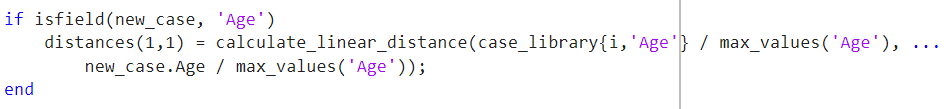 if isfield(new_case, 'Age')
    distances(1,1) = calculate_linear_distance(case_library{i,'Age'} / max_values('Age'), ...
        new_case.Age / max_values('Age'));
end